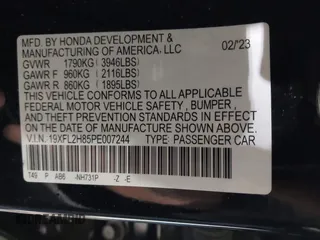 MFD. BY HONDA DEVELOPMENT &
MANUFACTURING OF AMERICA, LLC 02/'23
GVWR 1790KG(3946LBS)
GAWR F 960KG(2116LBS)
GAWR R 860KG(1895LBS)
THIS VEHICLE CONFORMS TO ALL APPLICABLE
FEDERAL MOTOR VEHICLE SAFETY , BUMPER ,
AND THEFT PREVENTION STANDARDS IN EFFECT
ON THE DATE OF MANUFACTURE SHOWN ABOVE.
V.I.N. 19XFL2H85PE007244 TYPE: PASSENGER CAR
T49 P AB6 -NH731P -Z -E